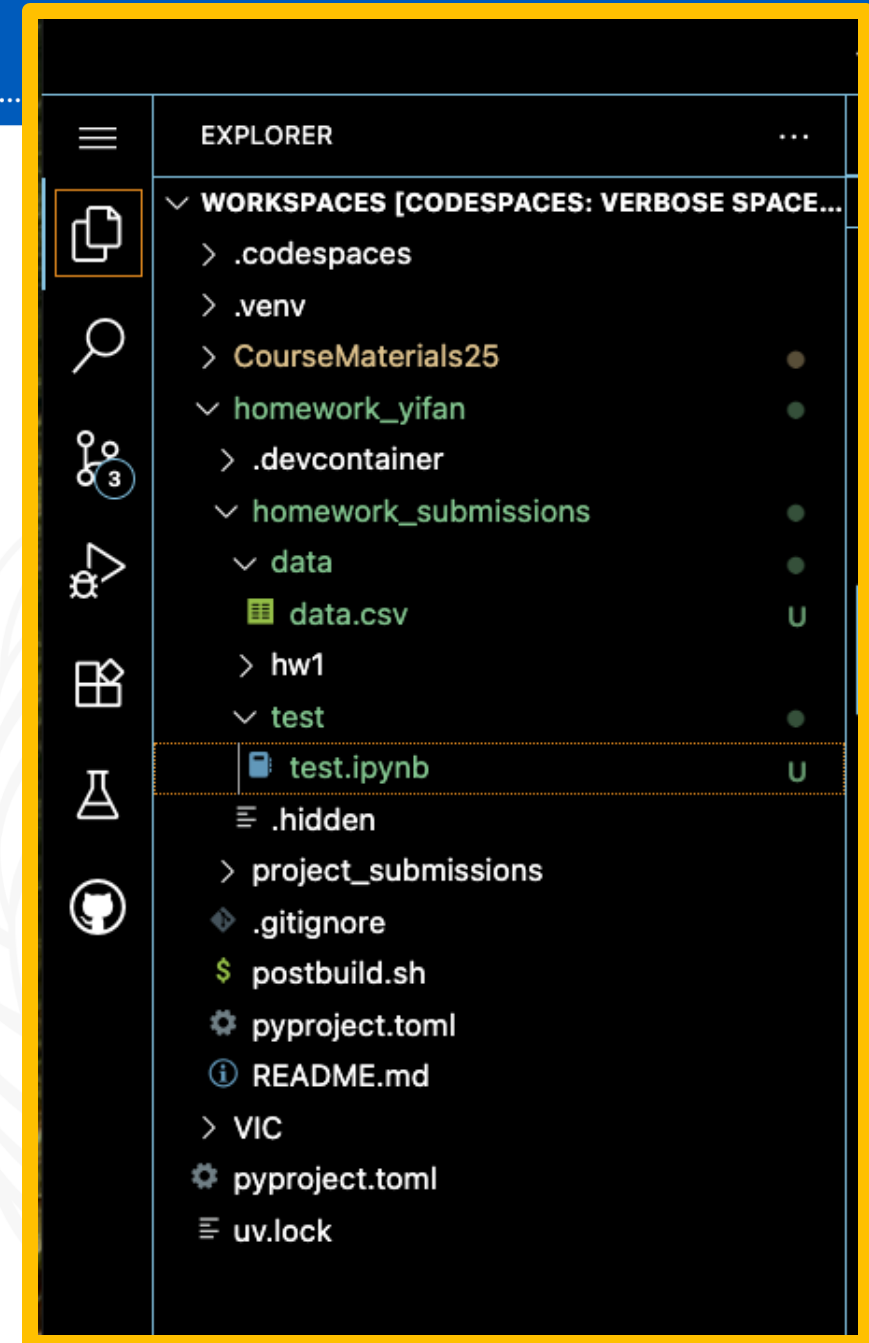 ...
EXPLORER ...
WORKSPACES [CODESPACES: VERBOSE SPACE...
.codespaces
.venv
CourseMaterials25
homework_yifan
3
.devcontainer
homework_submissions
data
data.csv U
hw1
test
test.ipynb U
.hidden
project_submissions
.gitignore
$ postbuild.sh
pyproject.toml
README.md
VIC
pyproject.toml
uv.lock